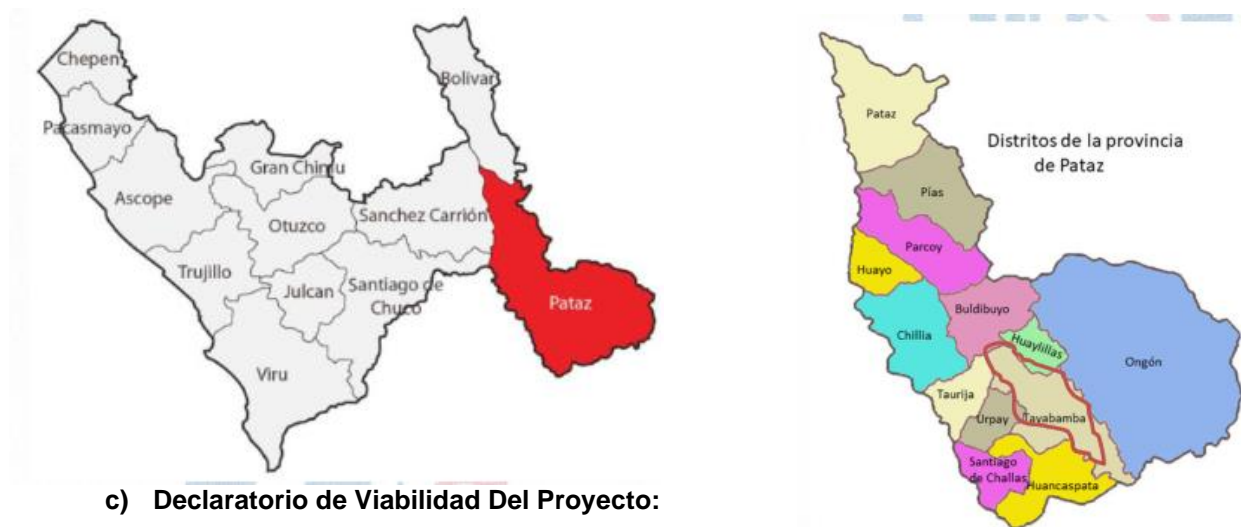 Chepen
Bolívar
Pacasmayo
Gran Chimu
Ascope
Otuzco
Sanchez Carrión
Trujillo
Julcan
Santiago de
Chuco
Pataz
Viru
Distritos de la provincia
de Pataz
Pataz
Pías
Parcoy
Huayo
Buldibuyo
Chillia
Huaylillas
Ongón
Taurija
Tayabamba
Urpay
Santiago
de Challas
Huancaspata
c) Declaratorio de Viabilidad Del Proyecto: